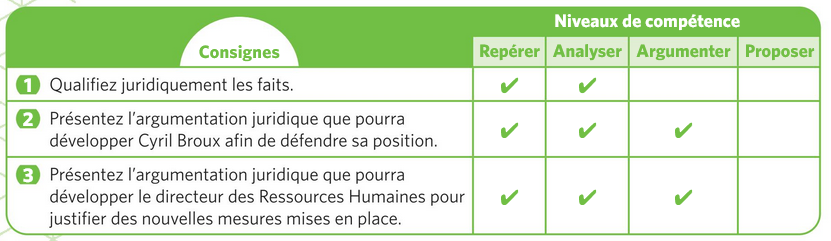 Niveaux de compétence
Consignes
Repérer Analyser Argumenter Proposer
1 Qualifiez juridiquement les faits. ✔ ✔
2 Présentez l'argumentation juridique que pourra
développer Cyril Broux afin de défendre sa position. ✔ ✔ ✔
3 Présentez l'argumentation juridique que pourra
développer le directeur des Ressources Humaines pour
justifier des nouvelles mesures mises en place. ✔ ✔ ✔